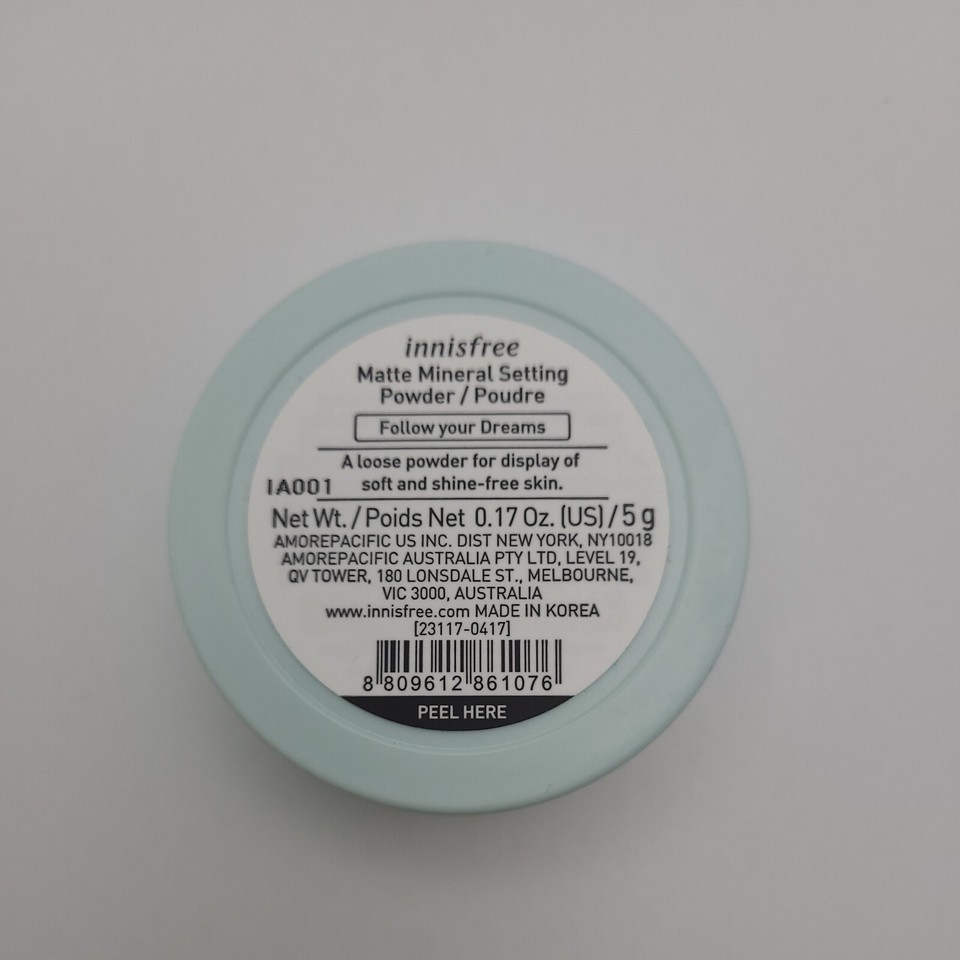 innisfree
Matte Mineral Setting
Powder / Poudre
Follow your Dreams
A loose powder for display of
soft and shine-free skin.
IA001
Net Wt. / Poids Net 0.17 Oz. (US) / 5 g
AMOREPACIFIC US INC. DIST NEW YORK, NY10018
AMOREPACIFIC AUSTRALIA PTY LTD, LEVEL 19,
QV TOWER, 180 LONSDALE ST., MELBOURNE,
VIC 3000, AUSTRALIA
www.innisfree.com MADE IN KOREA
[23117-0417]
8 809612 861076
PEEL HERE